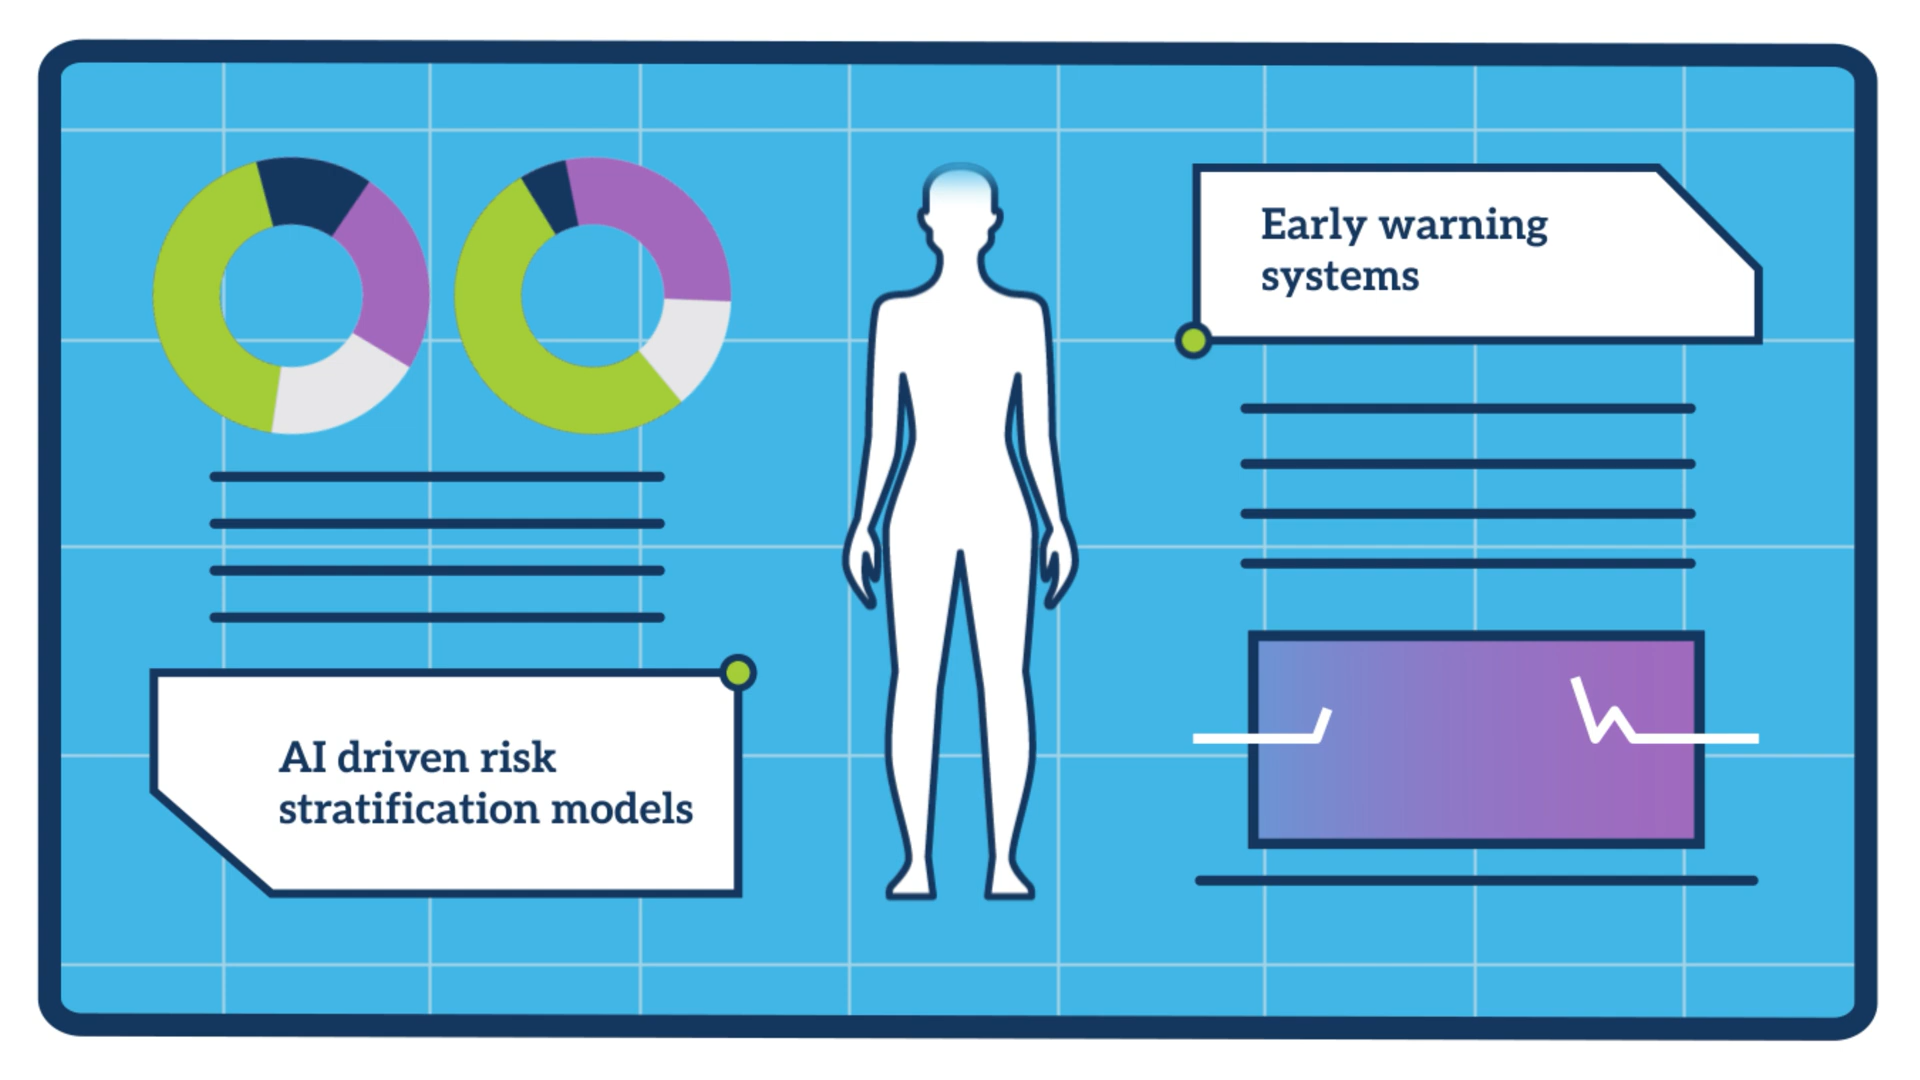 Early warning
systems
AI driven risk
stratification models